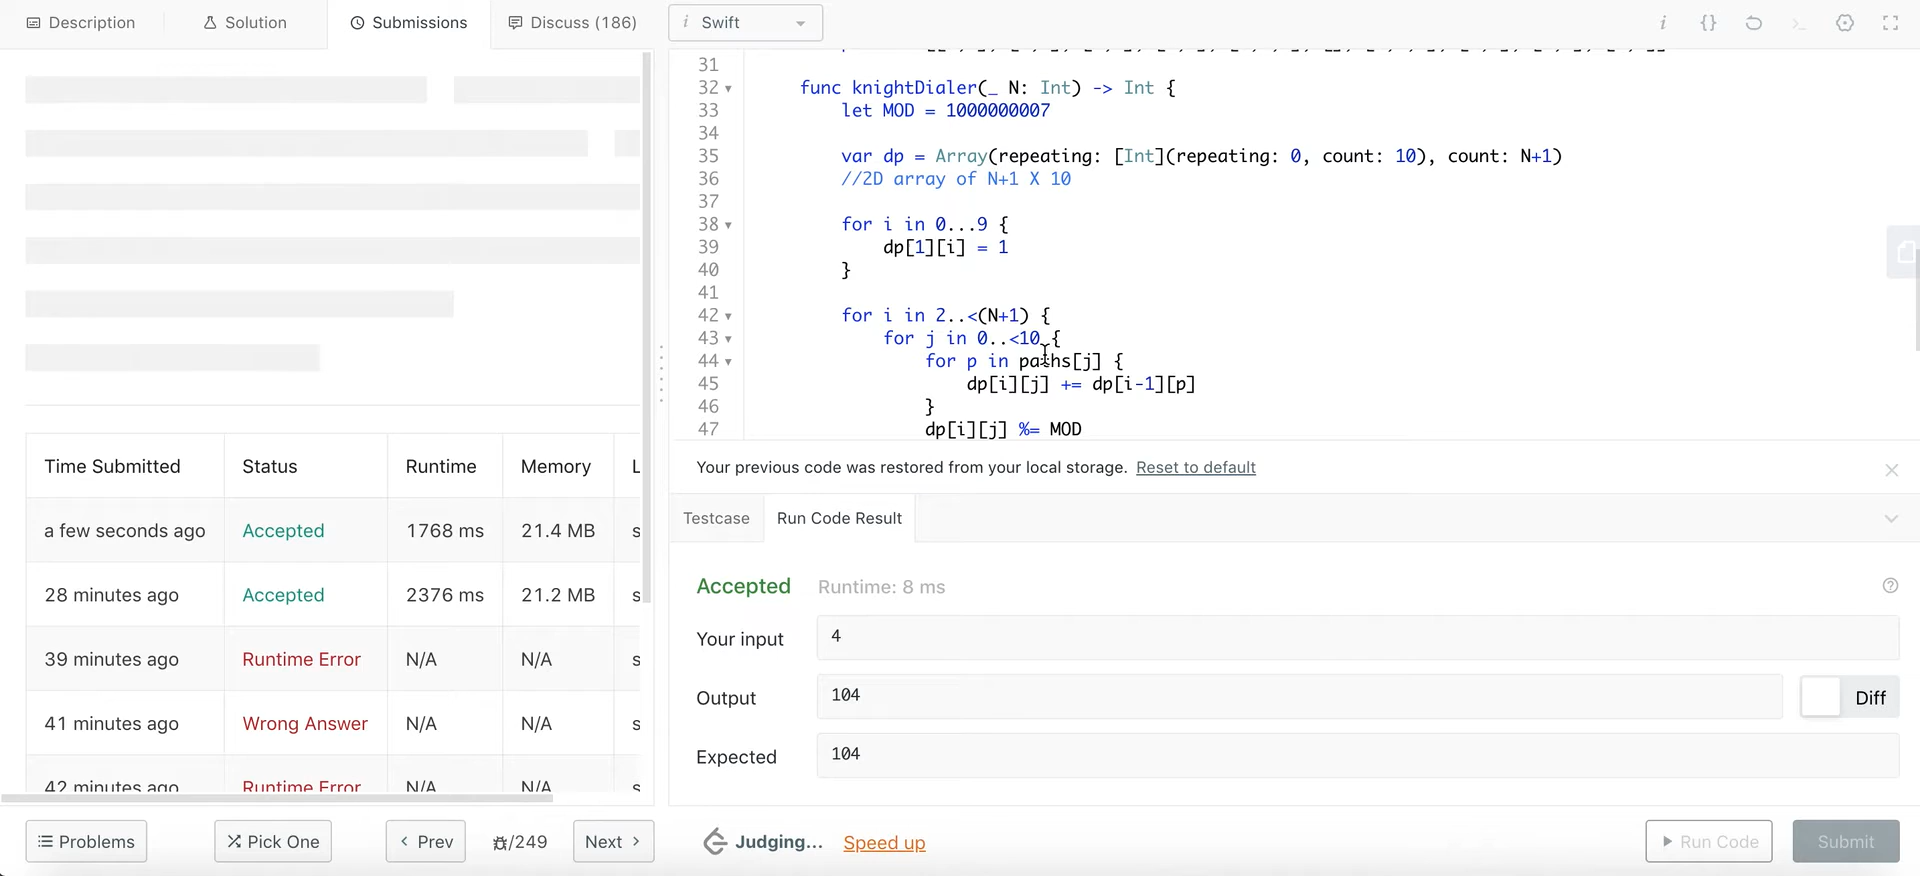 Description
Solution
Submissions
Discuss (186)
i Swift
i {}
31
32 func knightDialer(_ N: Int) -> Int {
33 let MOD = 1000000007
34
35 var dp = Array(repeating: [Int](repeating: 0, count: 10), count: N+1)
36 //2D array of N+1 X 10
37
38 for i in 0...9 {
39 dp[1][i] = 1
40 }
41
42 for i in 2..<(N+1) {
43 for j in 0..<10 {
44 for p in paths[j] {
45 dp[i][j] += dp[i-1][p]
46 }
47 dp[i][j] %= MOD
Your previous code was restored from your local storage. Reset to default
Testcase
Run Code Result
Accepted Runtime: 8 ms
Your input 4
Output 104
Diff
Expected 104
Time Submitted Status Runtime Memory L
a few seconds ago Accepted 1768 ms 21.4 MB s
28 minutes ago Accepted 2376 ms 21.2 MB s
39 minutes ago Runtime Error N/A N/A s
41 minutes ago Wrong Answer N/A N/A s
42 minutes ago Runtime Error N/A N/A s
Problems
Pick One
Prev
/249
Next
Judging...
Speed up
Run Code
Submit